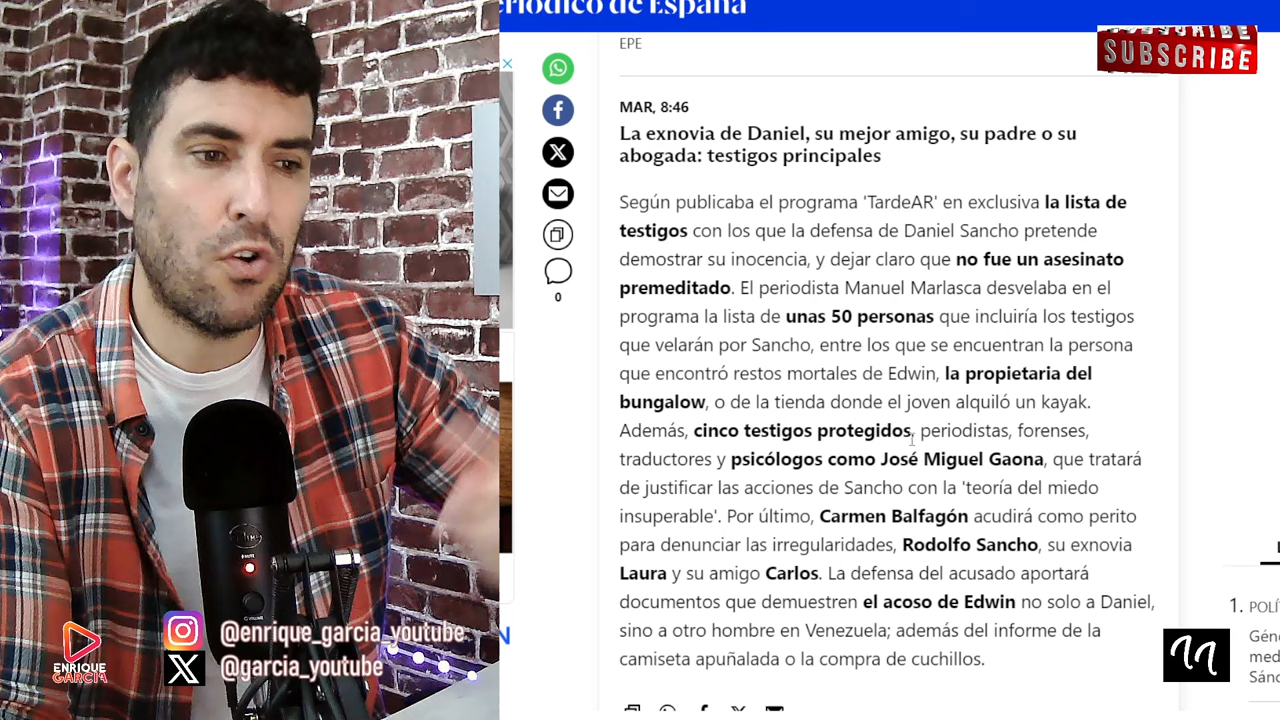 eriódico de España
SUBSCRIBE
SUBSCRIBE
EPE
MAR, 8:46
La exnovia de Daniel, su mejor amigo, su padre o su
abogada: testigos principales
Según publicaba el programa 'TardeAR' en exclusiva la lista de
testigos con los que la defensa de Daniel Sancho pretende
demostrar su inocencia, y dejar claro que no fue un asesinato
premeditado. El periodista Manuel Marlasca desvelaba en el
programa la lista de unas 50 personas que incluiría los testigos
que velarán por Sancho, entre los que se encuentran la persona
que encontró restos mortales de Edwin, la propietaria del
bungalow, o de la tienda donde el joven alquiló un kayak.
Además, cinco testigos protegidos, periodistas, forenses,
traductores y psicólogos como José Miguel Gaona, que tratará
de justificar las acciones de Sancho con la 'teoría del miedo
insuperable'. Por último, Carmen Balfagón acudirá como perito
para denunciar las irregularidades, Rodolfo Sancho, su exnovia
Laura y su amigo Carlos. La defensa del acusado aportará
documentos que demuestren el acoso de Edwin no solo a Daniel,
sino a otro hombre en Venezuela; además del informe de la
camiseta apuñalada o la compra de cuchillos.
0
N
1. POLÍ
Géne
med
Sánc
ENRIQUE
GARCIA
@enrique_garcia_youtube
@garcia_youtube